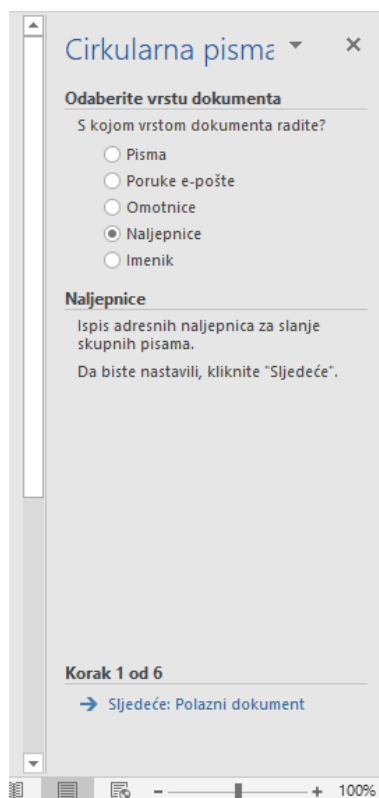 Cirkularna pisma
Odaberite vrstu dokumenta
S kojom vrstom dokumenta radite?
Pisma
Poruke e-pošte
Omotnice
Naljepnice
Imenik
Naljepnice
Ispis adresnih naljepnica za slanje
skupnih pisama.
Da biste nastavili, kliknite "Sljedeće".
Korak 1 od 6
Sljedeće: Polazni dokument
100%